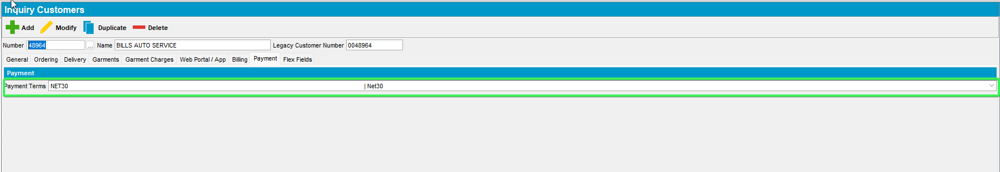 Inquiry Customers
Add Modify Duplicate Delete
Number 48964 ... Name BILLS AUTO SERVICE Legacy Customer Number 0048964
General Ordering Delivery Garments Garment Charges Web Portal / App Billing Payment Flex Fields
Payment
Payment Terms NET30 | Net30